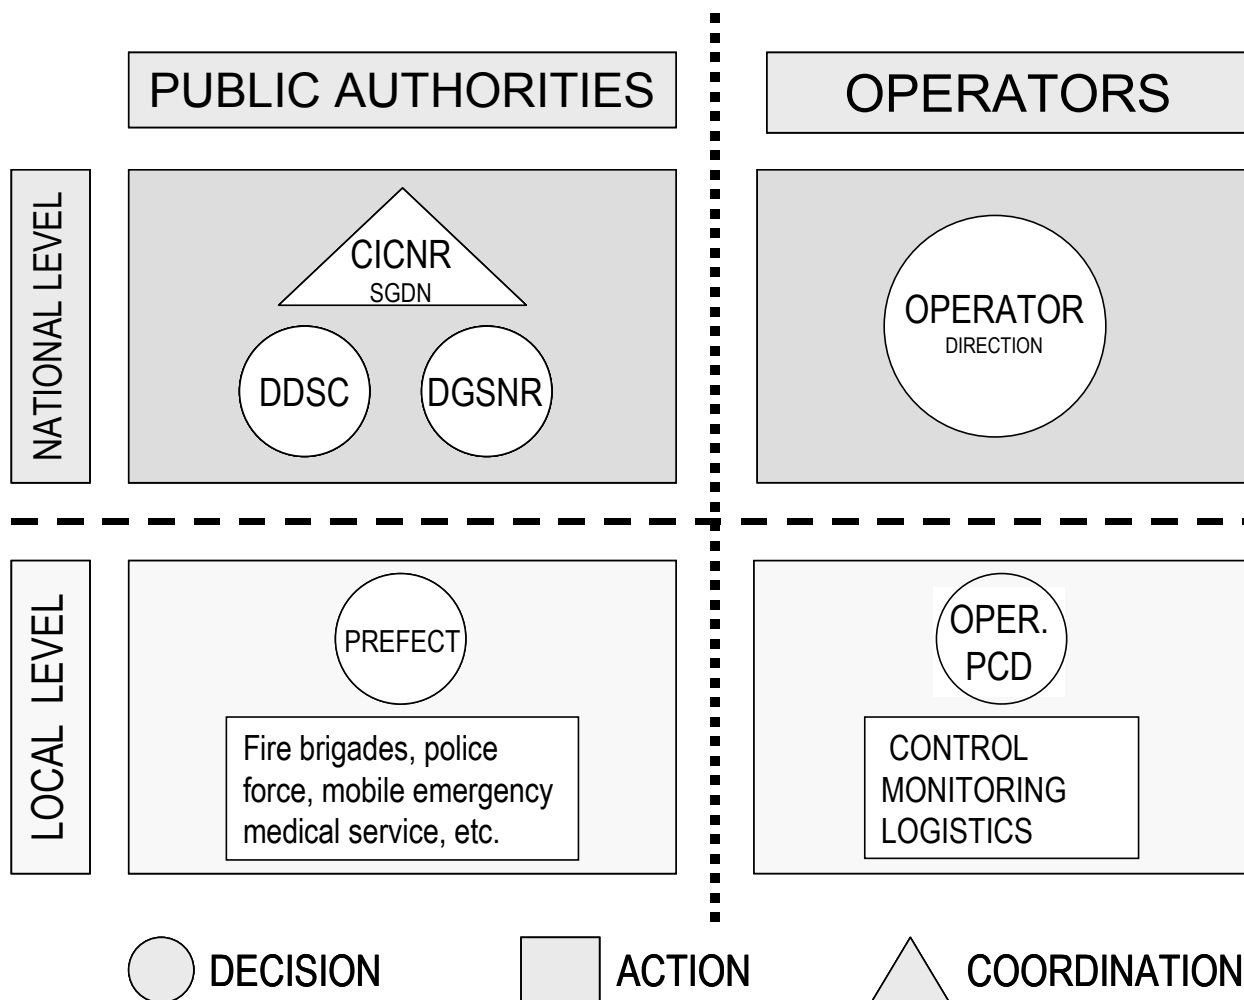 PUBLIC AUTHORITIES
OPERATORS
NATIONAL LEVEL
CICNR
SGDN
DDSC
DGSNR
OPERATOR
DIRECTION
LOCAL LEVEL
PREFECT
Fire brigades, police
force, mobile emergency
medical service, etc.
OPER.
PCD
CONTROL
MONITORING
LOGISTICS
DECISION
ACTION
COORDINATION